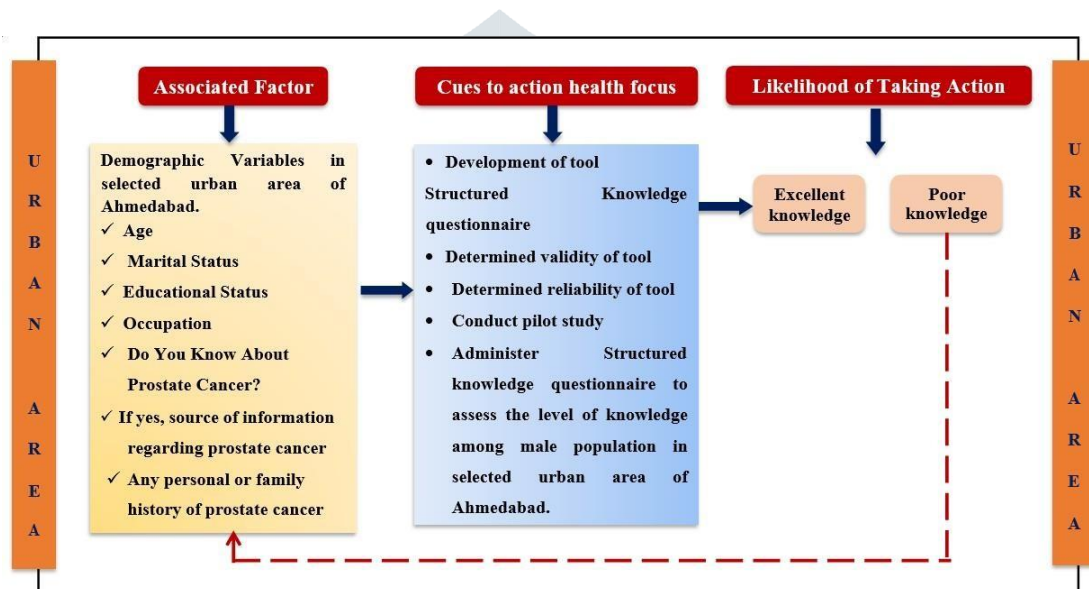 Associated Factor
Cues to action health focus
Likelihood of Taking Action
URBAN AREA
Demographic Variables in
selected urban area of
Ahmedabad.
✓ Age
✓ Marital Status
✓ Educational Status
✓ Occupation
✓ Do You Know About
Prostate Cancer?
✓ If yes, source of information
regarding prostate cancer
✓ Any personal or family
history of prostate cancer
• Development of tool
Structured Knowledge
questionnaire
• Determined validity of tool
• Determined reliability of tool
• Conduct pilot study
• Administer Structured
knowledge questionnaire to
assess the level of knowledge
among male population in
selected urban area of
Ahmedabad.
Excellent
knowledge
Poor
knowledge
URBAN AREA